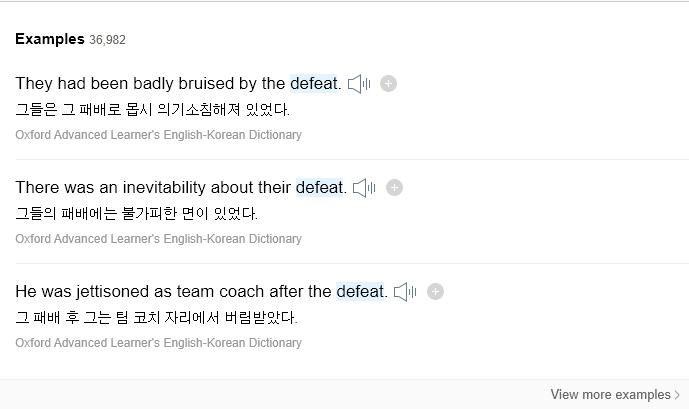 Examples 36,982
They had been badly bruised by the defeat.
그들은 그 패배로 몹시 의기소침해져 있었다.
Oxford Advanced Learner's English-Korean Dictionary
There was an inevitability about their defeat.
그들의 패배에는 불가피한 면이 있었다.
Oxford Advanced Learner's English-Korean Dictionary
He was jettisoned as team coach after the defeat.
그 패배 후 그는 팀 코치 자리에서 버림받았다.
Oxford Advanced Learner's English-Korean Dictionary
View more examples